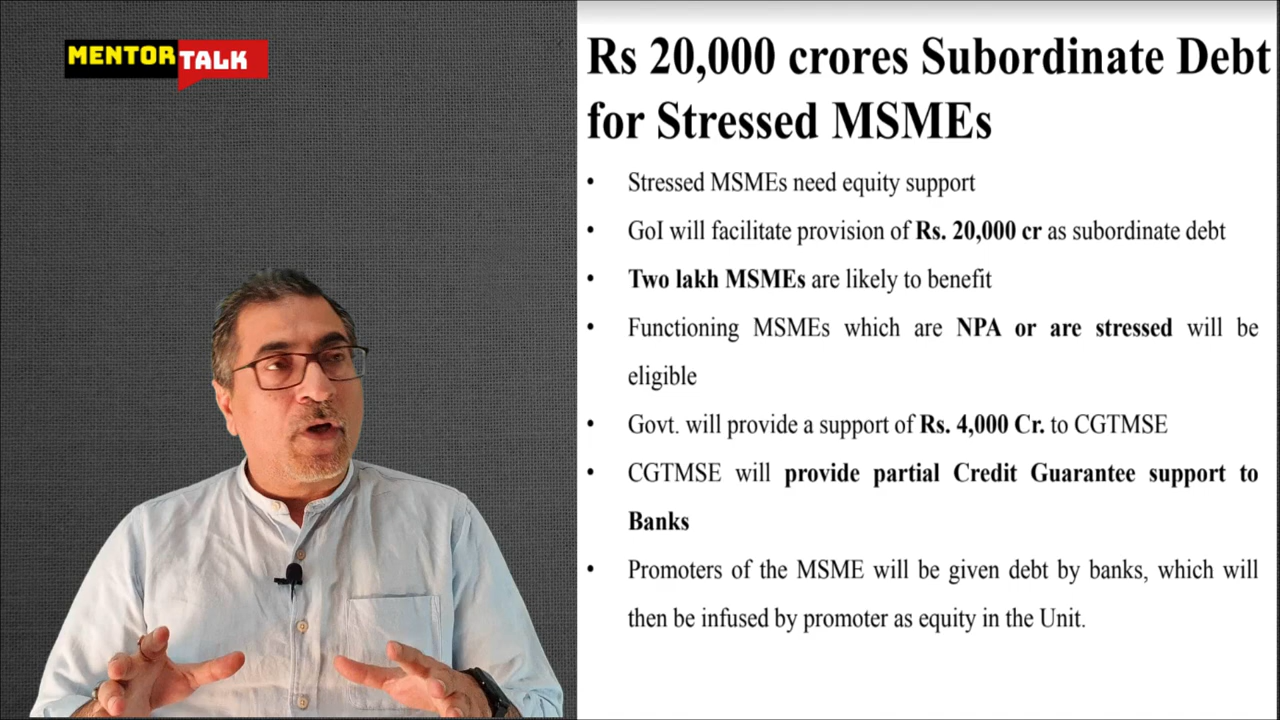 MENTOR TALK
Rs 20,000 crores Subordinate Debt
for Stressed MSMEs
• Stressed MSMEs need equity support
• GoI will facilitate provision of Rs. 20,000 cr as subordinate debt
• Two lakh MSMEs are likely to benefit
• Functioning MSMEs which are NPA or are stressed will be
eligible
• Govt. will provide a support of Rs. 4,000 Cr. to CGTMSE
• CGTMSE will provide partial Credit Guarantee support to
Banks
• Promoters of the MSME will be given debt by banks, which will
then be infused by promoter as equity in the Unit.